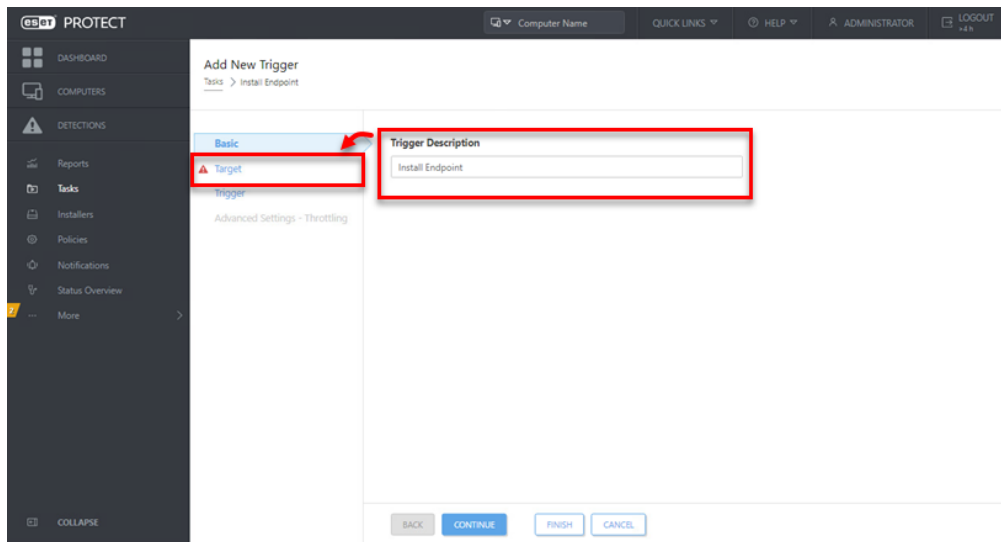 eset PROTECT
Computer Name
QUICK LINKS
HELP
ADMINISTRATOR
LOGOUT
>4 h
DASHBOARD
COMPUTERS
DETECTIONS
Reports
Tasks
Installers
Policies
Notifications
Status Overview
More
COLLAPSE
Add New Trigger
Tasks > Install Endpoint
Basic
Target
Trigger
Advanced Settings - Throttling
Trigger Description
Install Endpoint
BACK
CONTINUE
FINISH
CANCEL